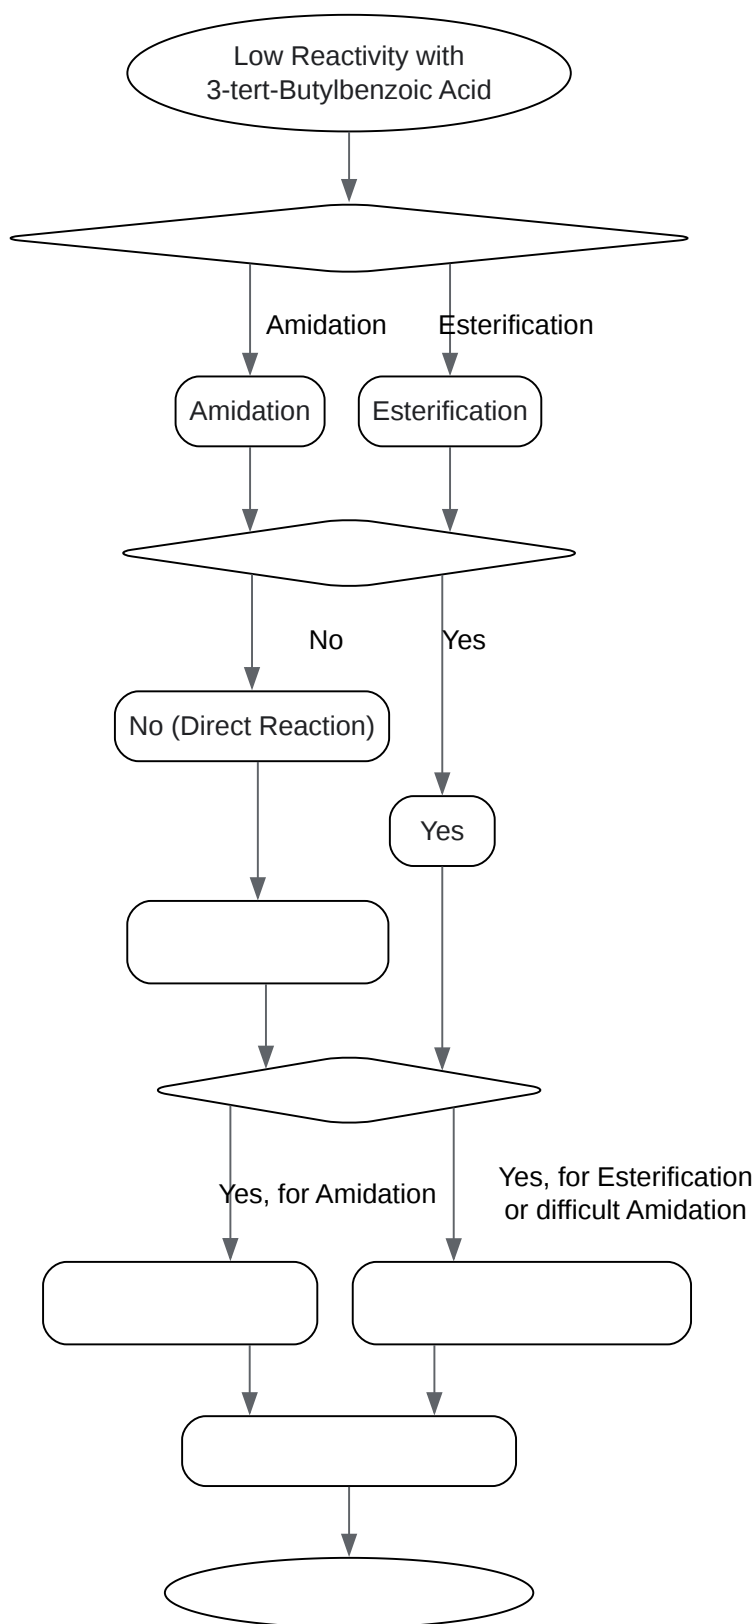 Low Reactivity with
3-tert-Butylbenzoic Acid
Amidation
Esterification
Amidation
Esterification
No
Yes
No (Direct Reaction)
Yes
Yes, for Amidation
Yes, for Esterification
or difficult Amidation